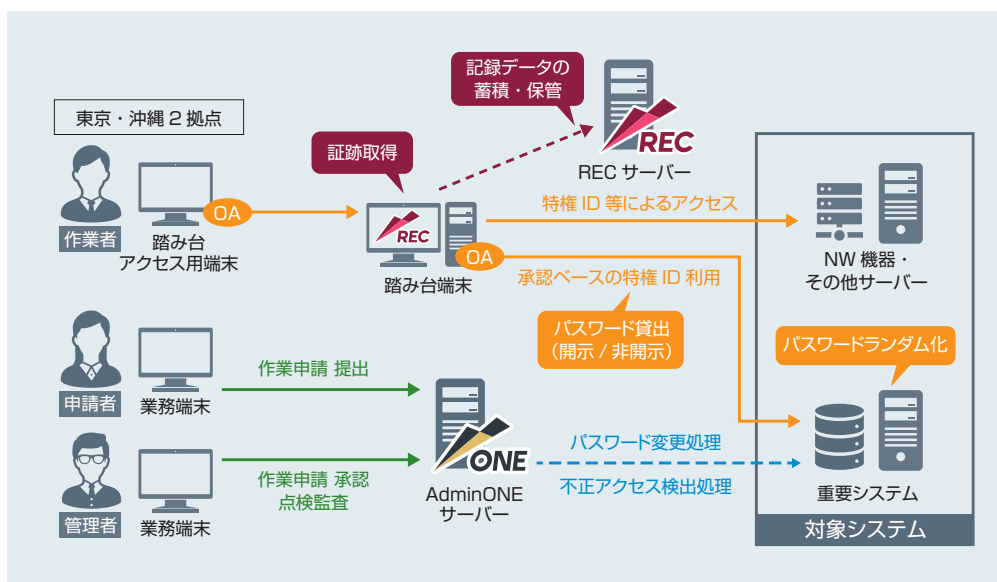 東京・沖縄 2 拠点
作業者
OA
踏み台
アクセス用端末
証跡取得
記録データの
蓄積・保管
REC
REC サーバー
REC
OA
踏み台端末
特権 ID 等によるアクセス
承認ベースの特権 ID 利用
パスワード貸出
（開示 / 非開示）
NW 機器・
その他サーバー
パスワードランダム化
重要システム
対象システム
申請者
業務端末
作業申請 提出
管理者
業務端末
作業申請 承認
点検監査
ONE
AdminONE
サーバー
パスワード変更処理
不正アクセス検出処理